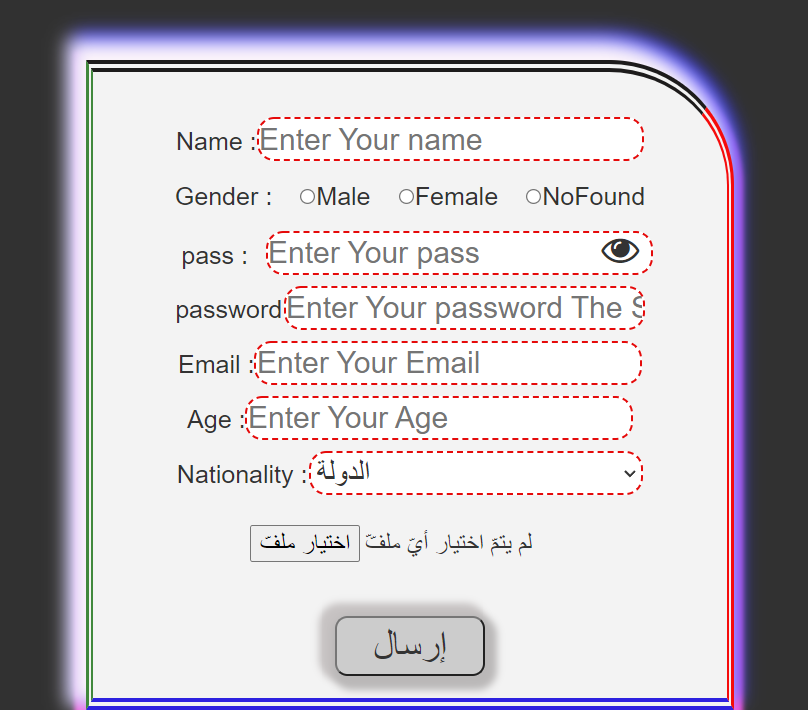 Name :Enter Your name
Gender : Male Female NoFound
pass : Enter Your pass
password Enter Your password The S
Email :Enter Your Email
Age :Enter Your Age
Nationality : الدولة
اختيار ملفّ لم يتمّ اختيار أيّ ملفّ
إرسال